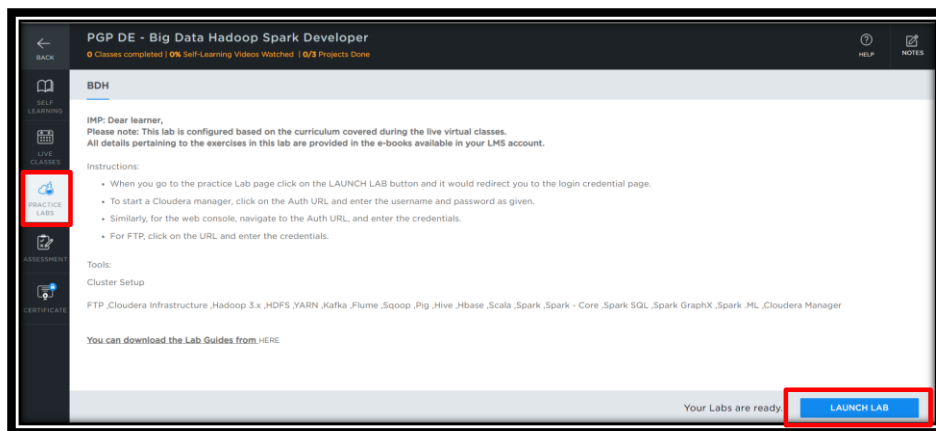 PGP DE - Big Data Hadoop Spark Developer
0 Classes completed | 0% Self-Learning Videos Watched | 0/3 Projects Done
BACK
HELP
NOTES
SELF
LEARNING
LIVE
CLASSES
PRACTICE
LABS
ASSESSMENT
CERTIFICATE
BDH
IMP: Dear learner,
Please note: This lab is configured based on the curriculum covered during the live virtual classes.
All details pertaining to the exercises in this lab are provided in the e-books available in your LMS account.
Instructions:
• When you go to the practice Lab page click on the LAUNCH LAB button and it would redirect you to the login credential page.
• To start a Cloudera manager, click on the Auth URL and enter the username and password as given.
• Similarly, for the web console, navigate to the Auth URL, and enter the credentials.
• For FTP, click on the URL and enter the credentials.
Tools:
Cluster Setup
FTP ,Cloudera Infrastructure ,Hadoop 3.x ,HDFS ,YARN ,Kafka ,Flume ,Sqoop ,Pig ,Hive ,Hbase ,Scala ,Spark ,Spark - Core ,Spark SQL ,Spark GraphX ,Spark .ML ,Cloudera Manager
You can download the Lab Guides from HERE
Your Labs are ready.
LAUNCH LAB